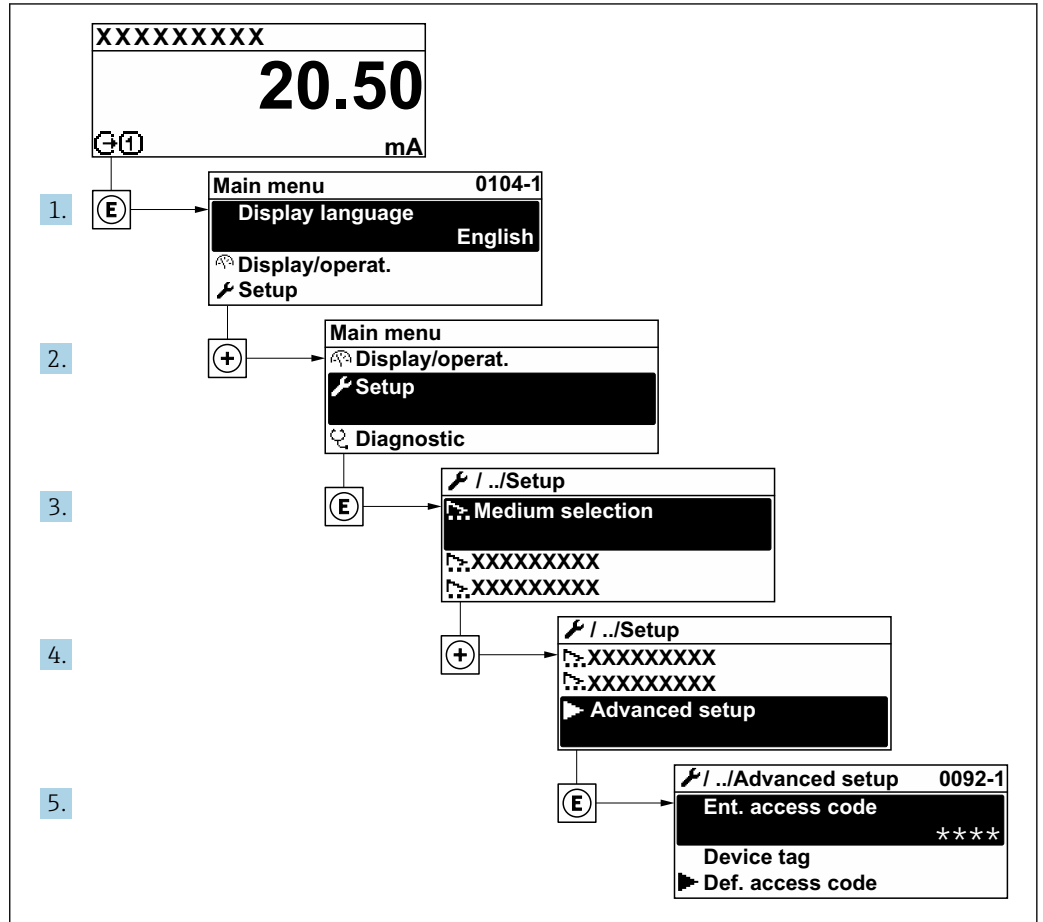 XXXXXXXXX
20.50
mA
1. E
Main menu 0104-1
Display language
English
Display/operat.
Setup
2. +
Main menu
Display/operat.
Setup
Diagnostic
3. E
/ ../Setup
Medium selection
XXXXXXXXX
XXXXXXXXX
4. +
/ ../Setup
XXXXXXXXX
XXXXXXXXX
Advanced setup
5. E
/ ../Advanced setup 0092-1
Ent. access code
****
Device tag
Def. access code